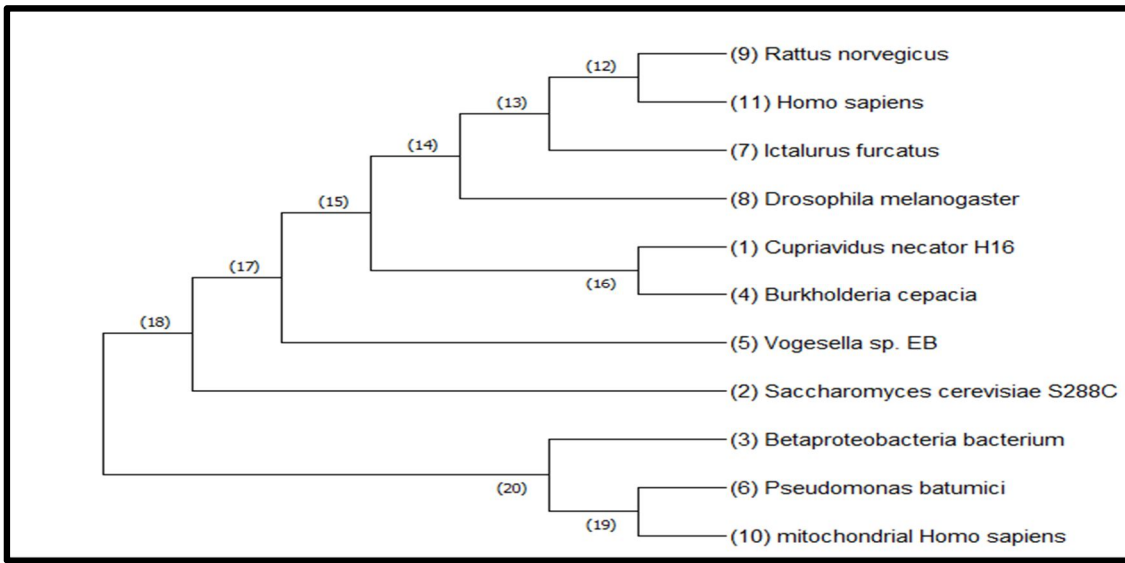 (9) Rattus norvegicus
(12)
(11) Homo sapiens
(13)
(7) Ictalurus furcatus
(14)
(8) Drosophila melanogaster
(15)
(1) Cupriavidus necator H16
(17)
(16)
(4) Burkholderia cepacia
(18)
(5) Vogesella sp. EB
(2) Saccharomyces cerevisiae S288C
(3) Betaproteobacteria bacterium
(20)
(6) Pseudomonas batumici
(19)
(10) mitochondrial Homo sapiens